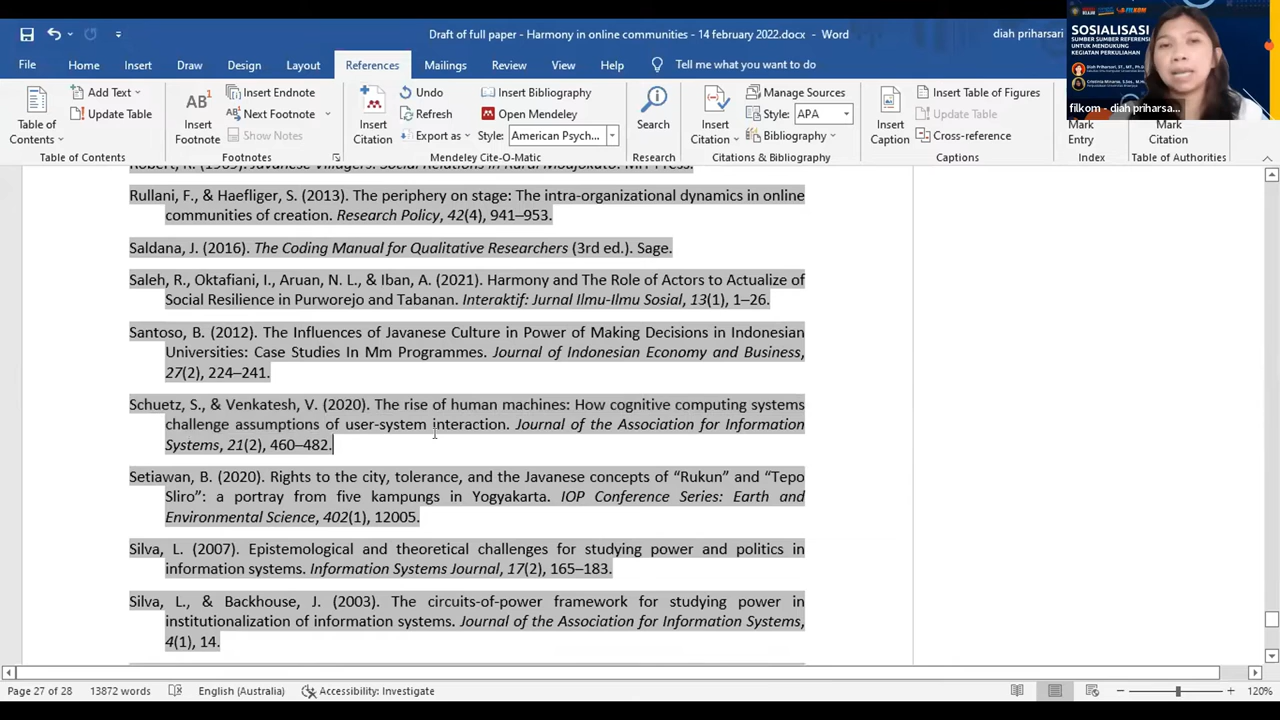 Draft of full paper - Harmony in online communities - 14 february 2022.docx - Word
diah priharsari
SOSIALISASI
SUMBER SUMBER REFERENSI
UNTUK MENDUKUNG
KEGIATAN PERKULIAHAN
filkom - diah priharsa...
File Home Insert Draw Design Layout References Mailings Review View Help Tell me what you want to do
Table of Contents
Add Text
Update Table
Table of Contents
AB1
Insert Footnote
Insert Endnote
Next Footnote
Show Notes
Footnotes
Insert Citation
Undo
Refresh
Export as
Insert Bibliography
Open Mendeley
Style: American Psych...
Mendeley Cite-O-Matic
Search
Research
Insert Citation
Manage Sources
Style: APA
Bibliography
Citations & Bibliography
Insert Caption
Insert Table of Figures
Update Table
Cross-reference
Captions
Mark Entry
Index
Mark Citation
Table of Authorities
Rullani, F., & Haefliger, S. (2013). The periphery on stage: The intra-organizational dynamics in online
communities of creation. Research Policy, 42(4), 941–953.
Saldana, J. (2016). The Coding Manual for Qualitative Researchers (3rd ed.). Sage.
Saleh, R., Oktafiani, I., Aruan, N. L., & Iban, A. (2021). Harmony and The Role of Actors to Actualize of
Social Resilience in Purworejo and Tabanan. Interaktif: Jurnal Ilmu-Ilmu Sosial, 13(1), 1–26.
Santoso, B. (2012). The Influences of Javanese Culture in Power of Making Decisions in Indonesian
Universities: Case Studies In Mm Programmes. Journal of Indonesian Economy and Business,
27(2), 224–241.
Schuetz, S., & Venkatesh, V. (2020). The rise of human machines: How cognitive computing systems
challenge assumptions of user-system interaction. Journal of the Association for Information
Systems, 21(2), 460–482.
Setiawan, B. (2020). Rights to the city, tolerance, and the Javanese concepts of “Rukun” and “Tepo
Sliro”: a portray from five kampungs in Yogyakarta. IOP Conference Series: Earth and
Environmental Science, 402(1), 12005.
Silva, L. (2007). Epistemological and theoretical challenges for studying power and politics in
information systems. Information Systems Journal, 17(2), 165–183.
Silva, L., & Backhouse, J. (2003). The circuits-of-power framework for studying power in
institutionalization of information systems. Journal of the Association for Information Systems,
4(1), 14.
Page 27 of 28 13872 words English (Australia) Accessibility: Investigate 120%